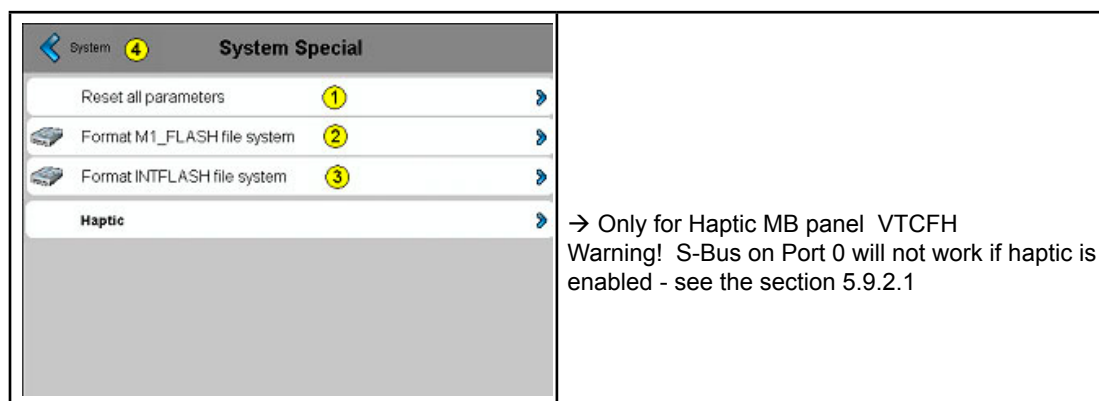 System 4 System Special
Reset all parameters 1
Format M1_FLASH file system 2
Format INTFLASH file system 3
Haptic
→ Only for Haptic MB panel VTCFH
Warning! S-Bus on Port 0 will not work if haptic is
enabled - see the section 5.9.2.1